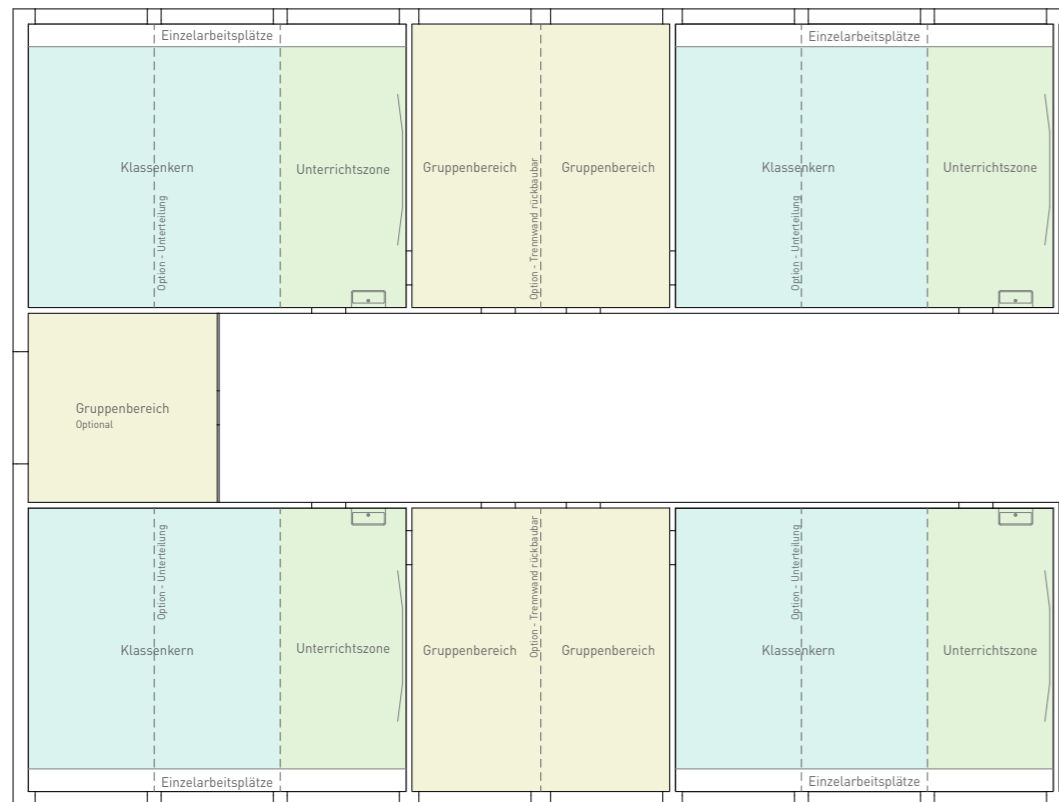 Einzelarbeitsplätze
Einzelarbeitsplätze
Klassenkern
Unterrichtszone
Gruppenbereich
Gruppenbereich
Klassenkern
Unterrichtszone
Option - Unterteilung
Option - Trennwand rückbaubar
Option - Unterteilung
Gruppenbereich
Optional
Option - Unterteilung
Option - Trennwand rückbaubar
Option - Unterteilung
Klassenkern
Unterrichtszone
Gruppenbereich
Gruppenbereich
Klassenkern
Unterrichtszone
Einzelarbeitsplätze
Einzelarbeitsplätze